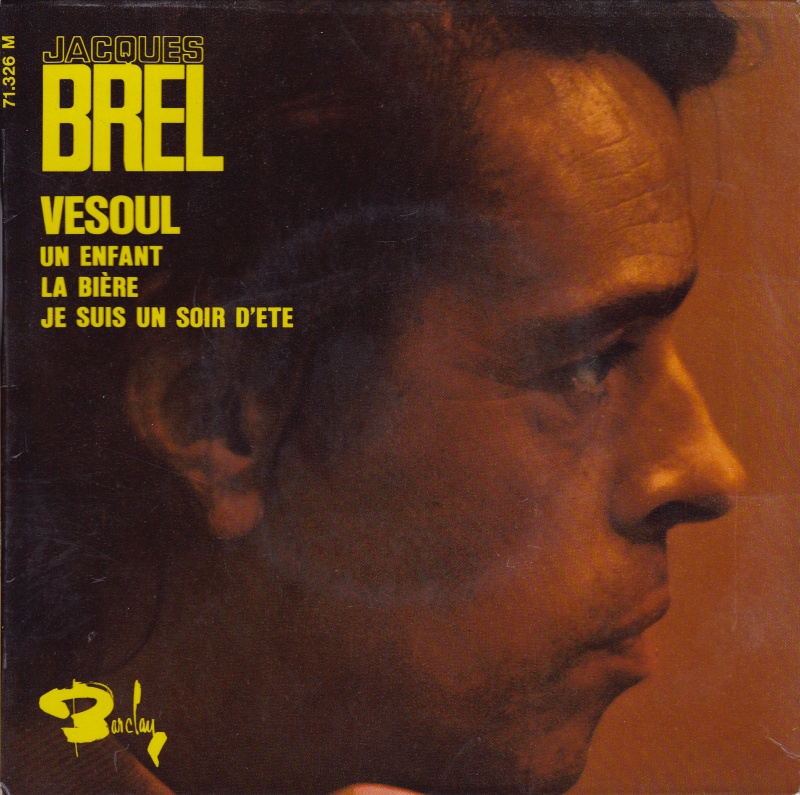 71.326 M
JACQUES
BREL
VESOUL
UN ENFANT
LA BIÈRE
JE SUIS UN SOIR D'ETE
Barclay